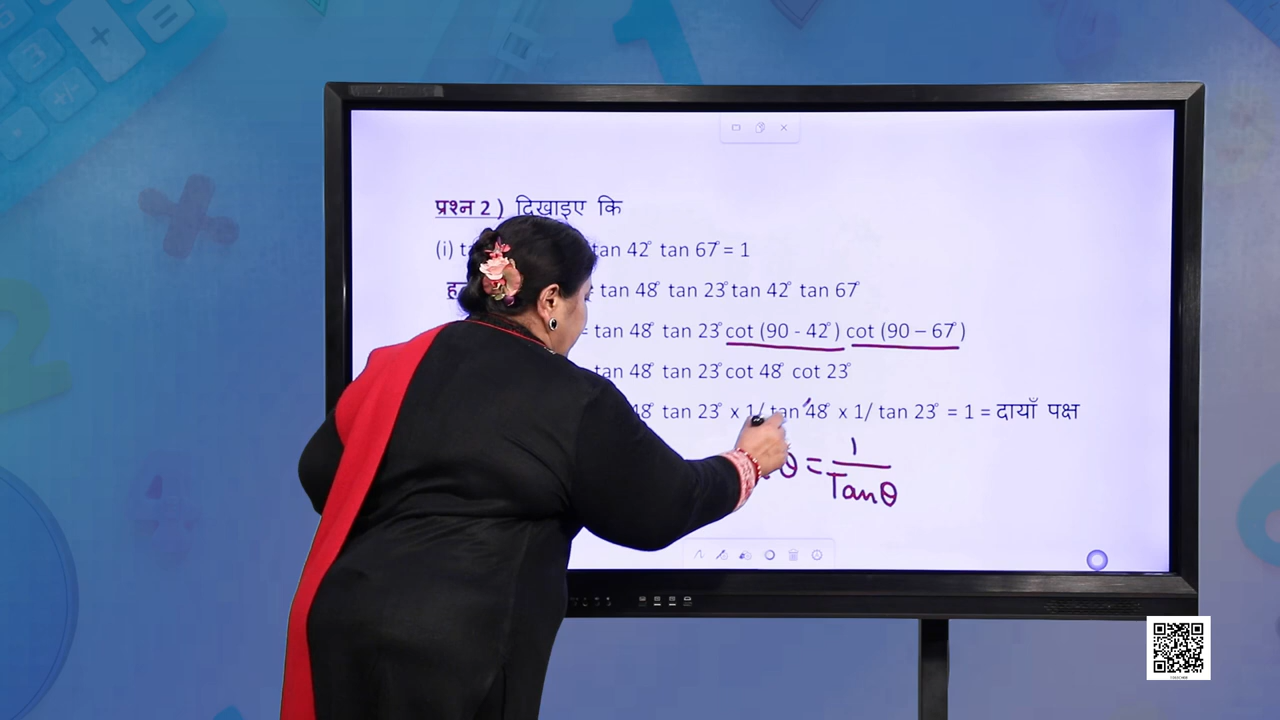 प्रश्न 2 ) दिखाइए कि
(i) tan 42° tan 67° = 1
tan 48° tan 23° tan 42° tan 67°
= tan 48° tan 23° cot (90 - 42°) cot (90 – 67°)
tan 48° tan 23° cot 48° cot 23°
48° tan 23° x 1/ tan 48° x 1/ tan 23° = 1 = दायाँ पक्ष
θ = 1
Tanθ